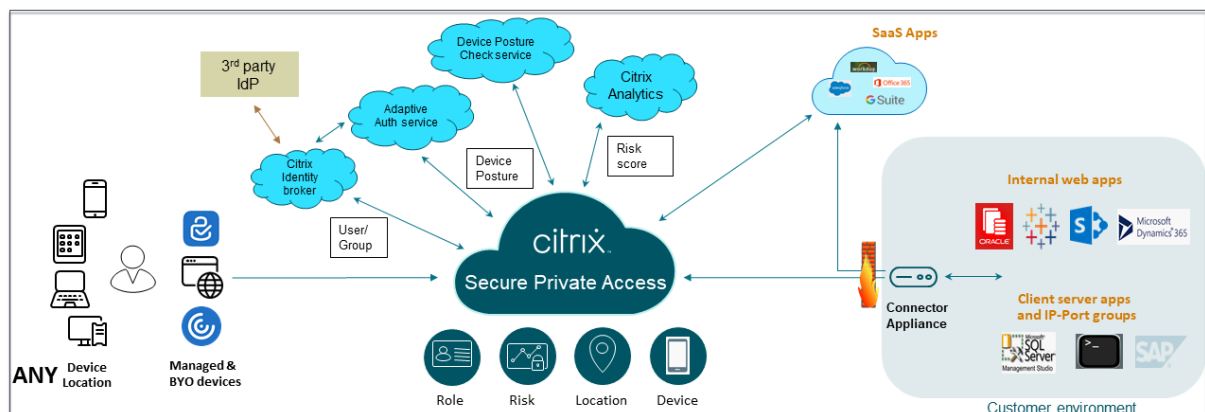 SaaS Apps
workday
salesforce
Office 365
G Suite
Device Posture
Check service
Citrix
Analytics
3rd party
IdP
Adaptive
Auth service
Citrix
Identity
broker
Device
Posture
Risk
score
User/
Group
citrix™
Secure Private Access
Internal web apps
ORACLE
Microsoft
Dynamics 365
Connector
Appliance
Client server apps
and IP-Port groups
Microsoft
SQL
Server
Management Studio
>_
SAP
ANY
Device
Location
Managed &
BYO devices
Role
Risk
Location
Device
Customer environment